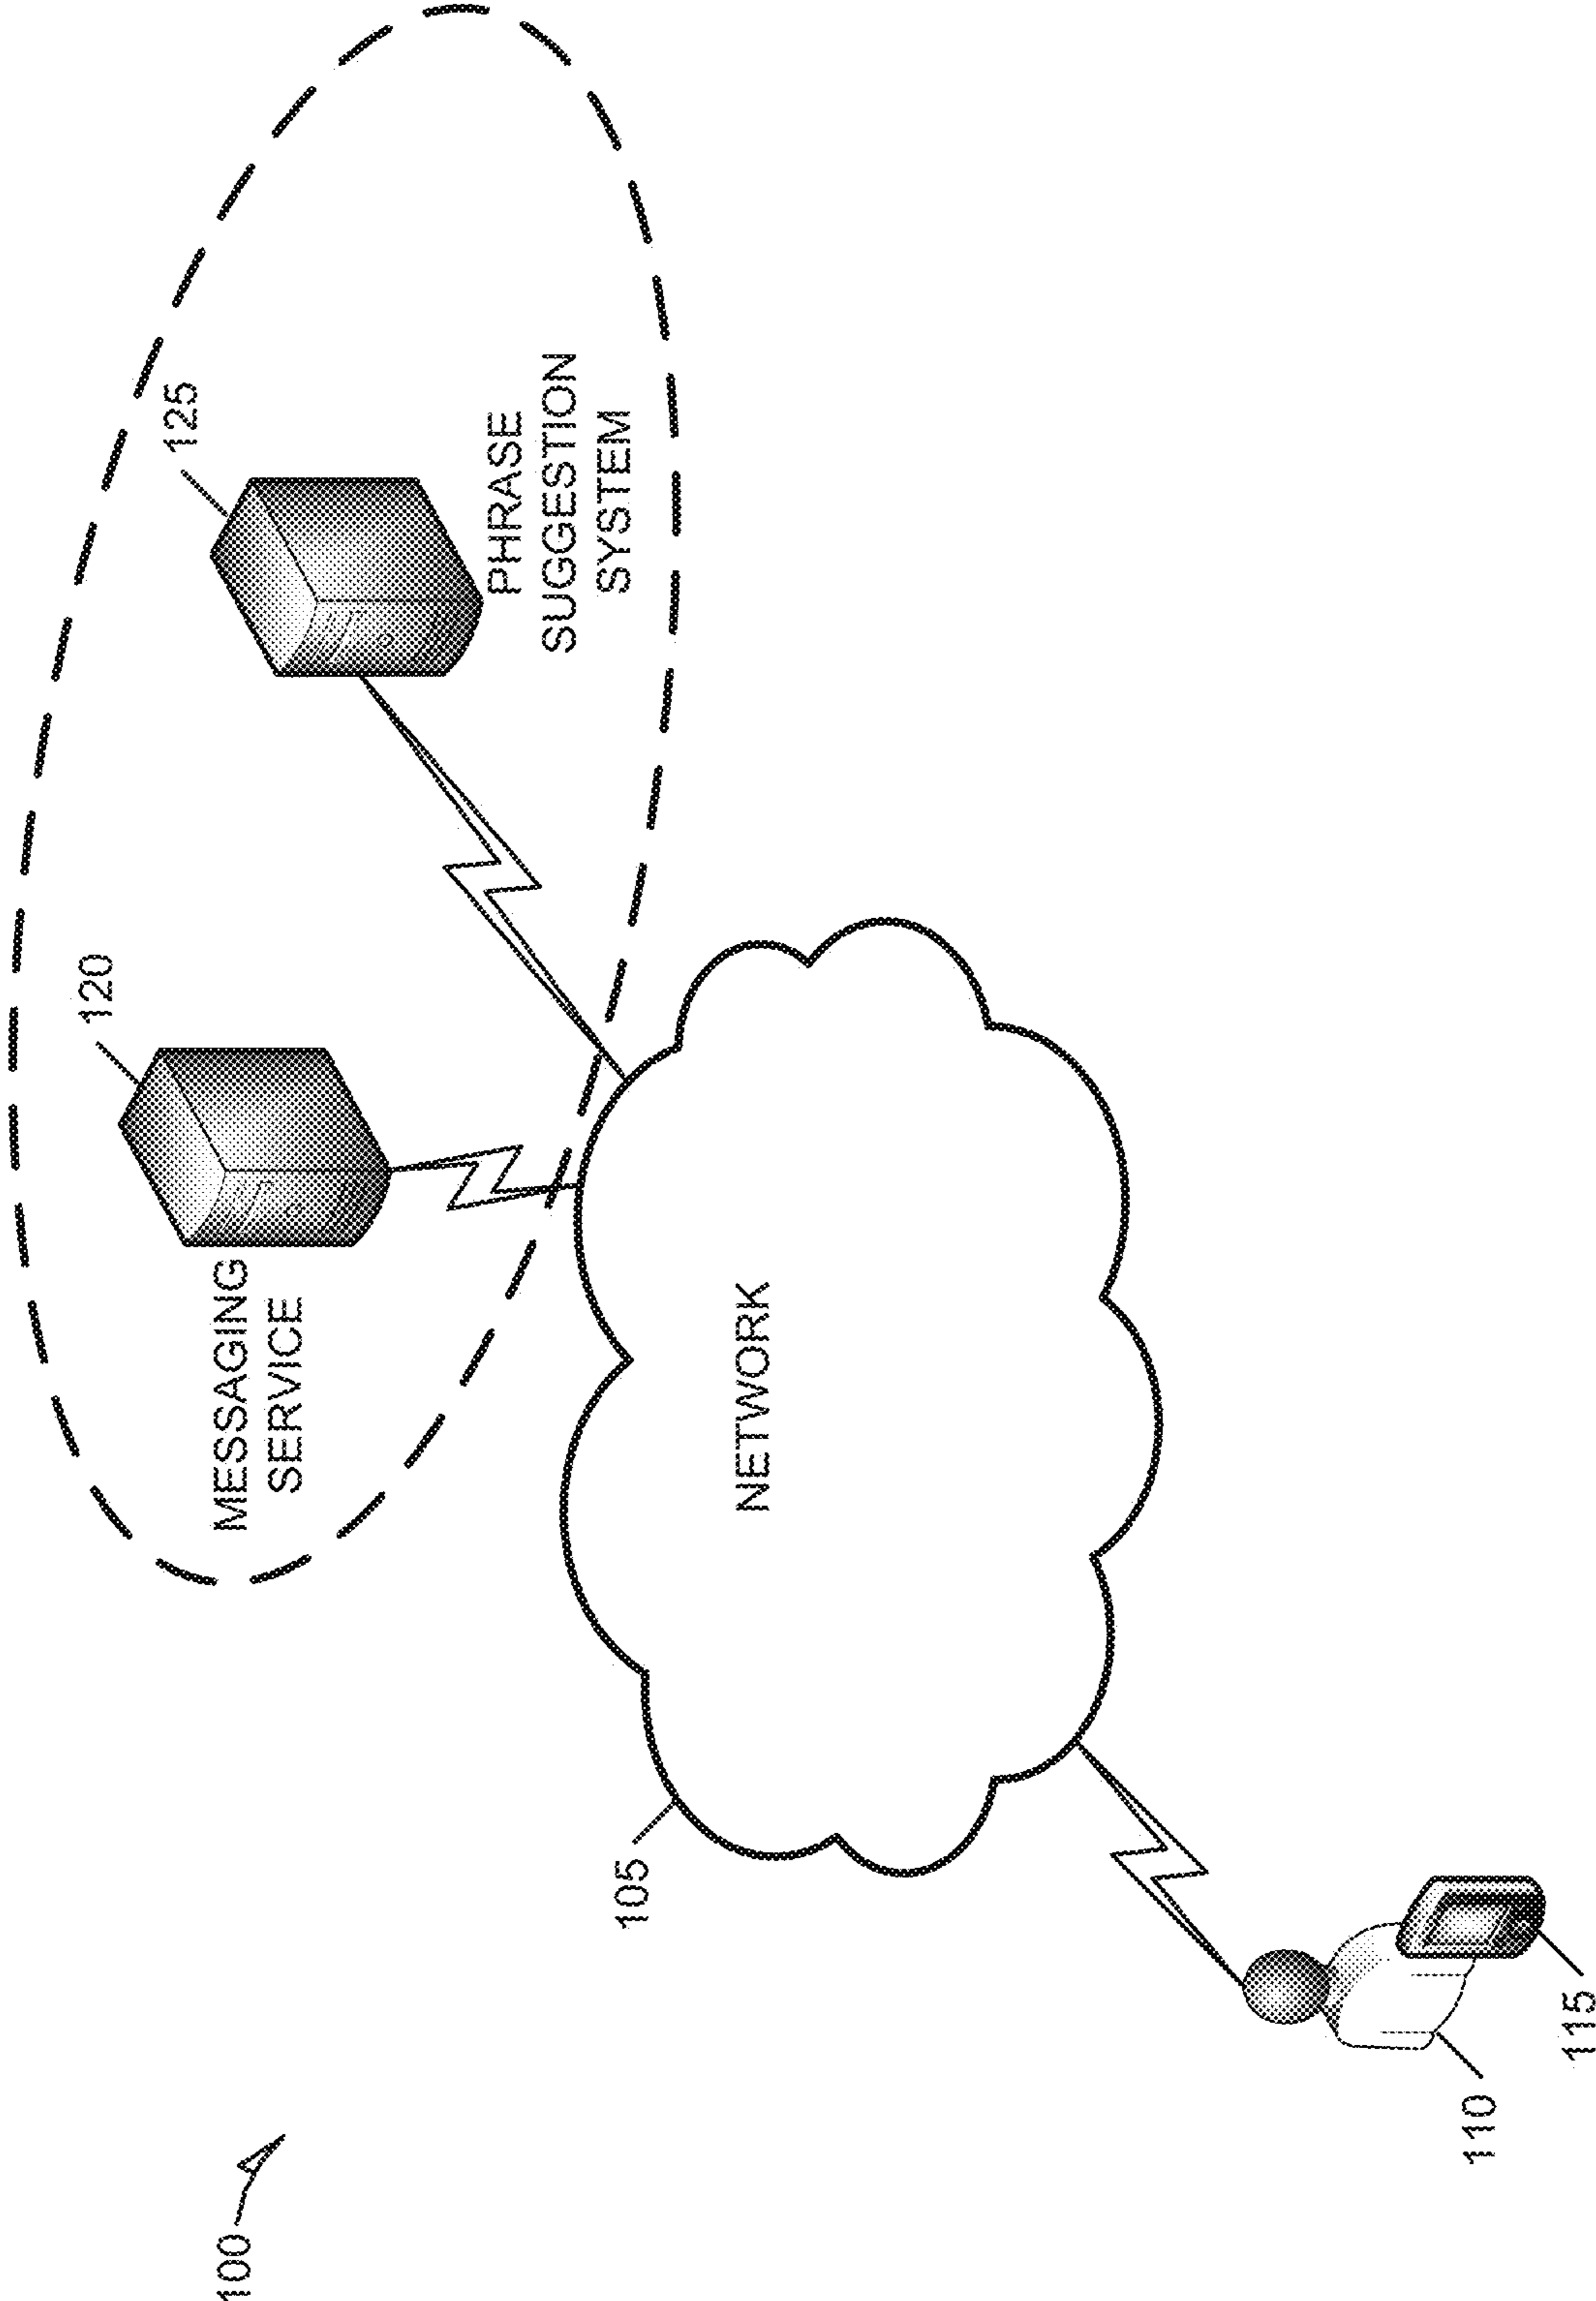 100
120
125
MESSAGING
SERVICE
PHRASE
SUGGESTION
SYSTEM
105
NETWORK
110
115